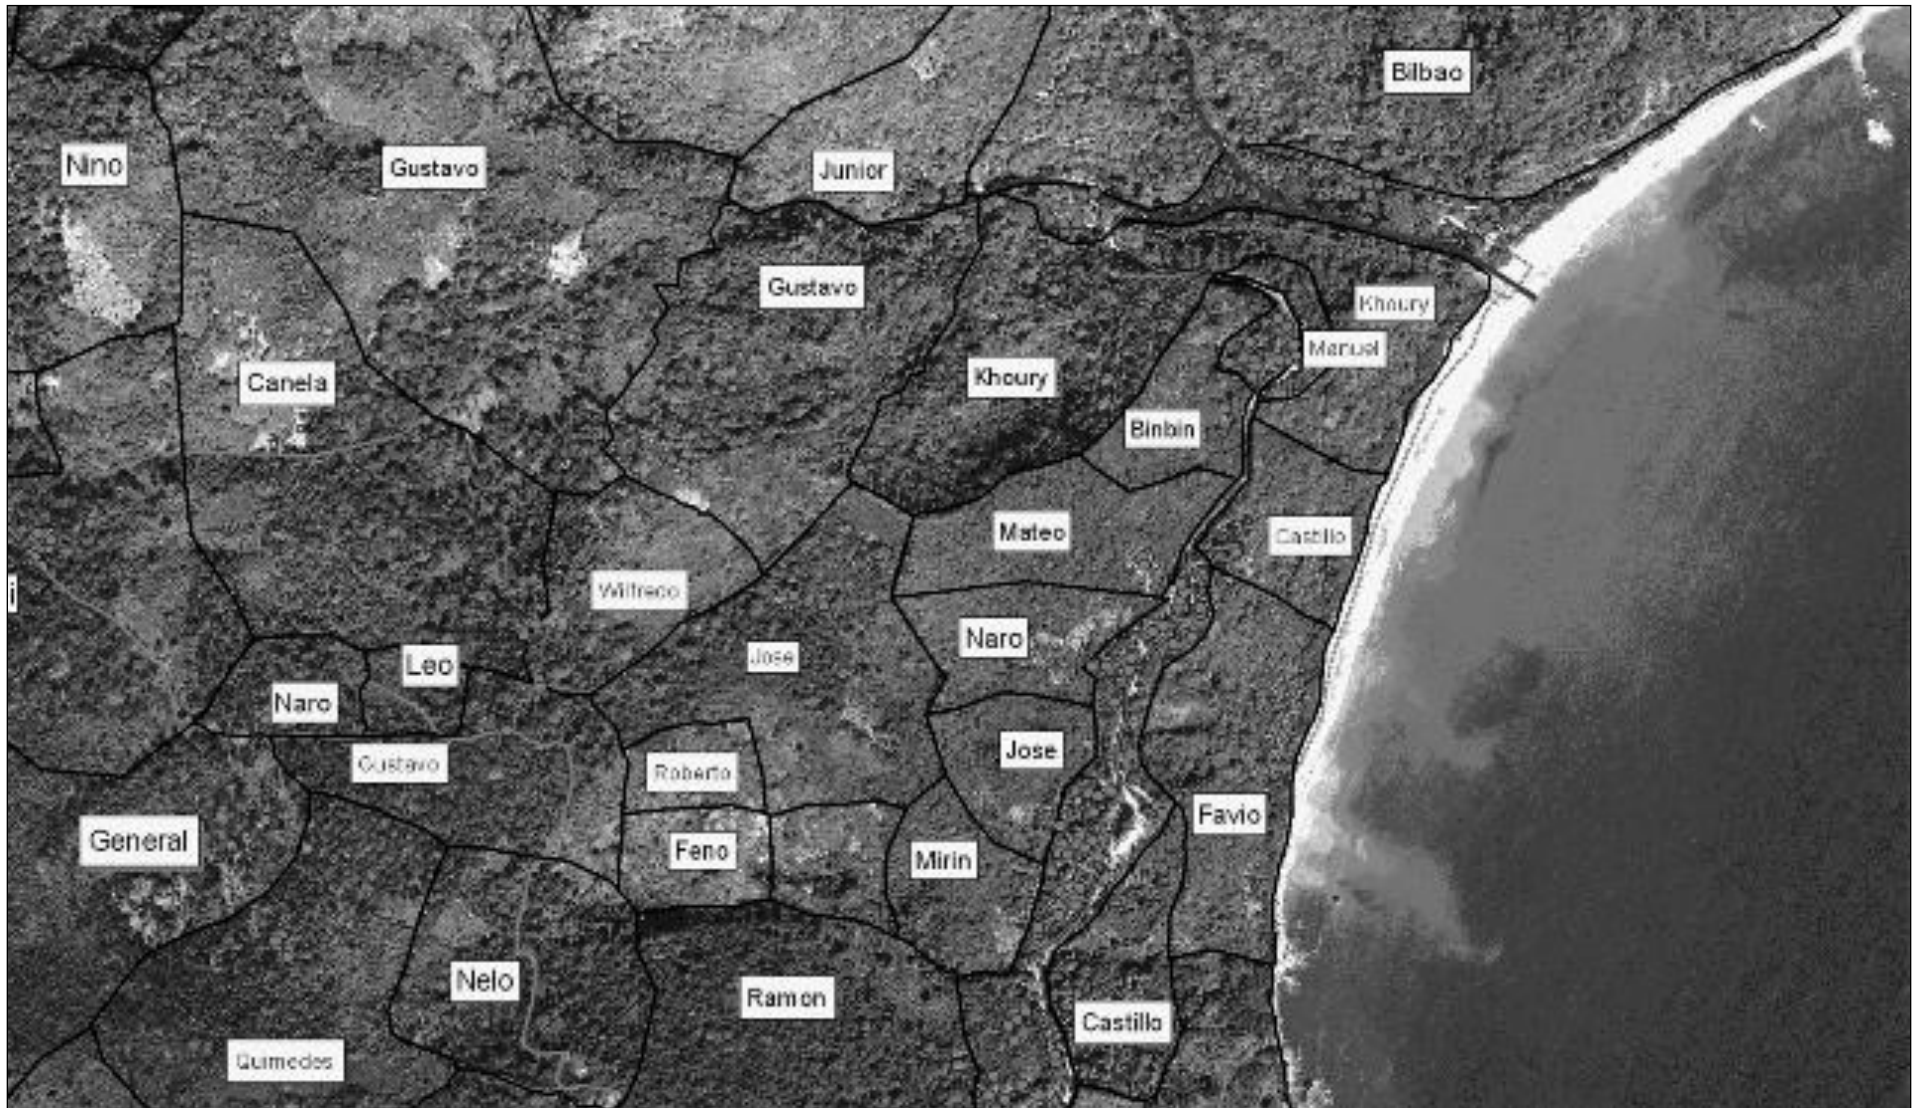 Bilbao
Nino
Gustavo
Junior
Gustavo
Khoury
Manuel
Canela
Khoury
Binbin
Mateo
Castillo
i
Wilfredo
Naro
Jose
Leo
Naro
Jose
Gustavo
Roberto
Favio
General
Feno
Mirin
Nelo
Ramon
Castillo
Quimedes